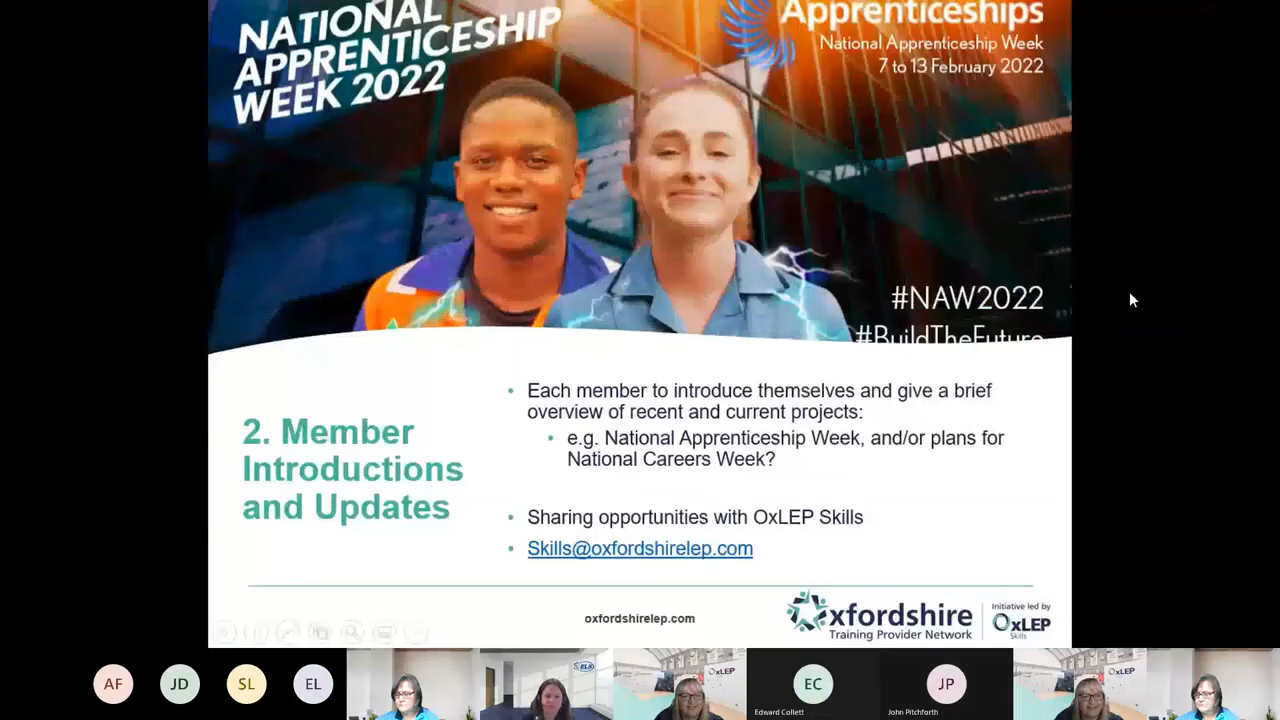 NATIONAL
APPRENTICESHIP
WEEK 2022
Apprenticeships
National Apprenticeship Week
7 to 13 February 2022
#NAW2022
#BuildTheFuture
2. Member
Introductions
and Updates
• Each member to introduce themselves and give a brief
overview of recent and current projects:
• e.g. National Apprenticeship Week, and/or plans for
National Careers Week?
• Sharing opportunities with OxLEP Skills
• Skills@oxfordshirelep.com
oxfordshirelep.com
Oxfordshire
Training Provider Network
Initiative led by
OxLEP
Skills
AF
JD
SL
EL
ELS
OxLEP
EC
Edward Collett
JP
John Pitchforth
OxLEP